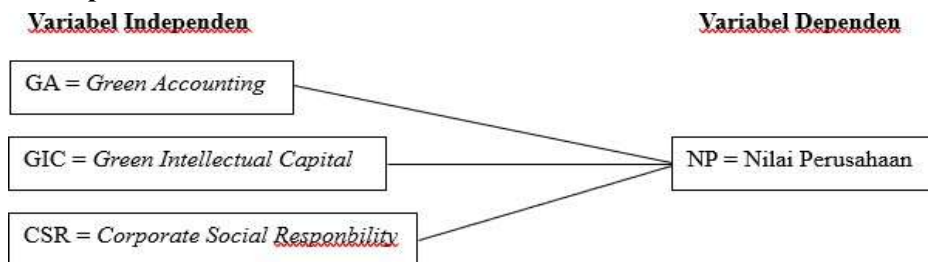 Variabel Independen
Variabel Dependen
GA = Green Accounting
GIC = Green Intellectual Capital
NP = Nilai Perusahaan
CSR = Corporate Social Responbility